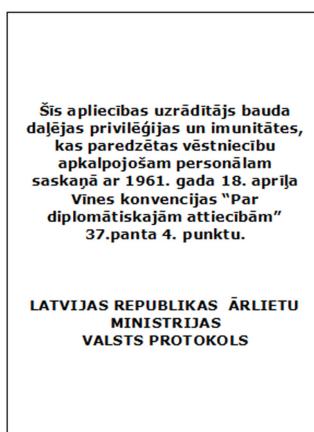 Šīs apliecības uzrādītājs bauda
daļējas privilēģijas un imunitātes,
kas paredzētas vēstniecību
apkalpojošam personālam
saskaņā ar 1961. gada 18. aprīļa
Vīnes konvencijas “Par
diplomātiskajām attiecībām”
37.panta 4. punktu.
LATVIJAS REPUBLIKAS ĀRLIETU
MINISTRIJAS
VALSTS PROTOKOLS